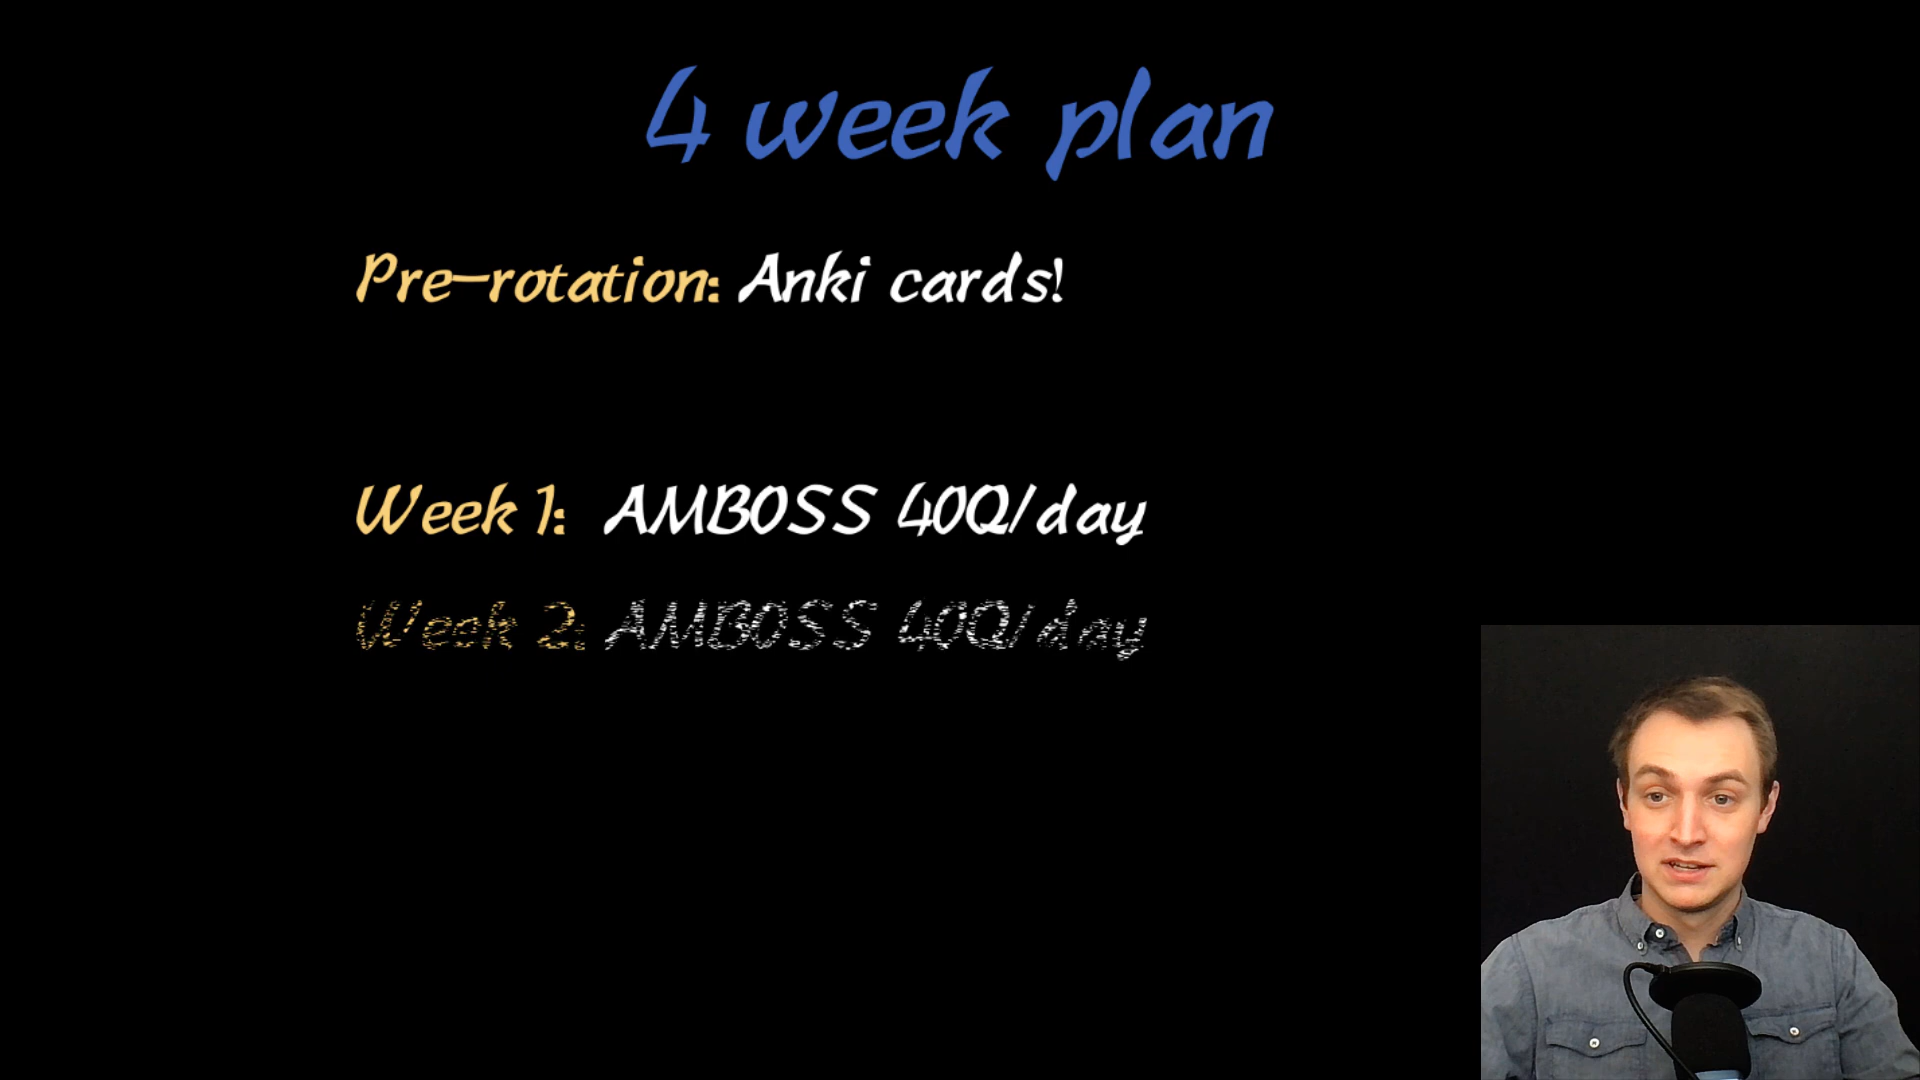 4 week plan
Pre-rotation: Anki cards!
Week 1: AMBOSS 40Q/day
Week 2: AMBOSS 40Q/day